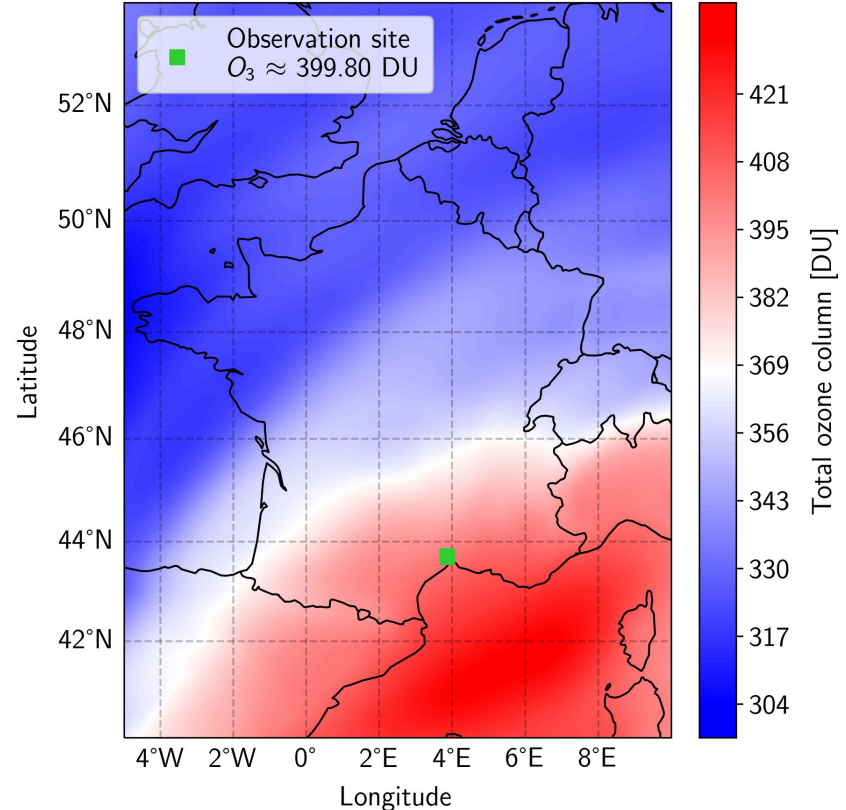 Observation site
O₃ ≈ 399.80 DU
52°N
50°N
48°N
46°N
44°N
42°N
Latitude
4°W 2°W 0° 2°E 4°E 6°E 8°E
Longitude
421
408
395
382
369
356
343
330
317
304
Total ozone column [DU]